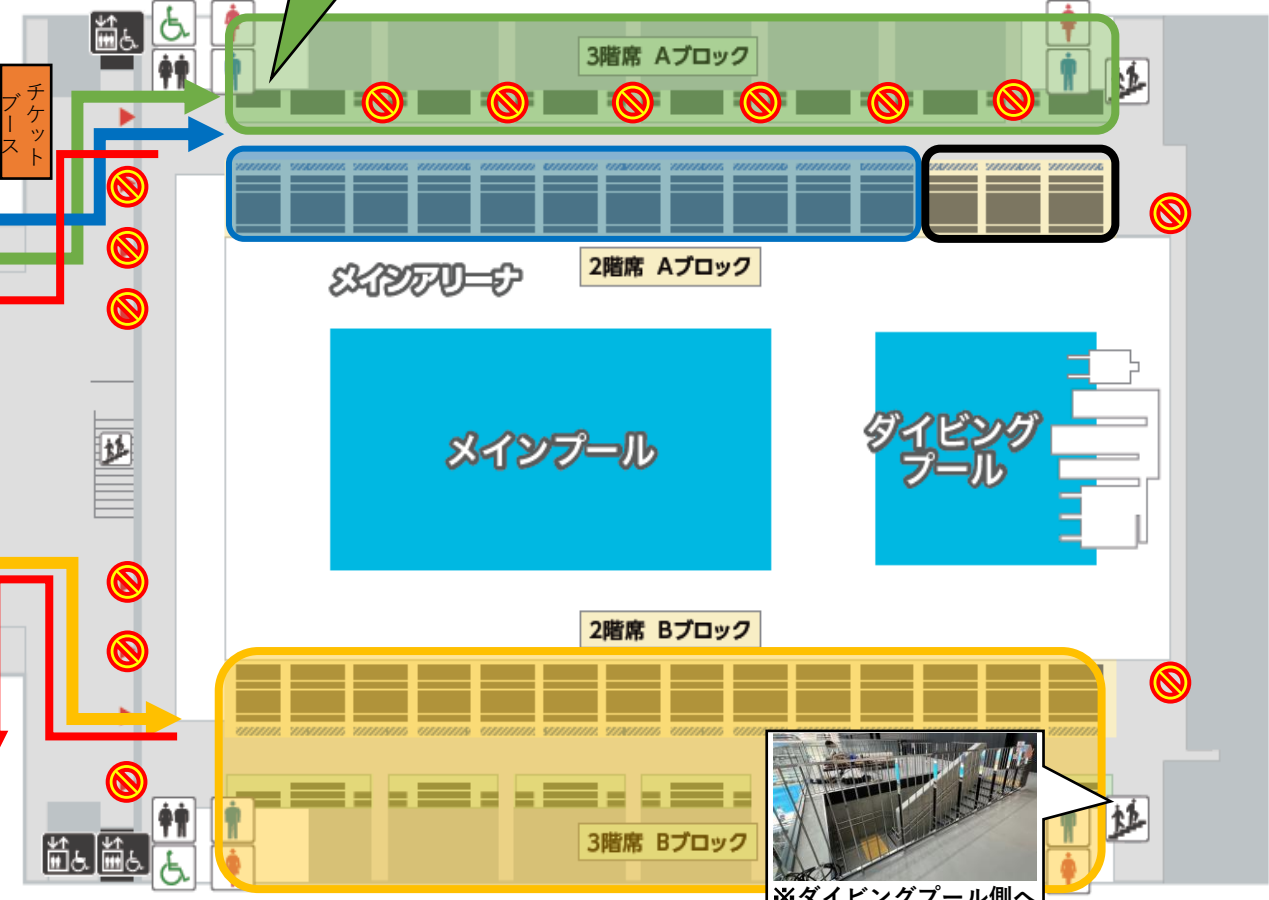 3階席 Aブロック
チケット
ブース
2階席 Aブロック
メインアリーナ
メインプール
ダイビング
プール
2階席 Bブロック
3階席 Bブロック
※ダイビングプール側へ